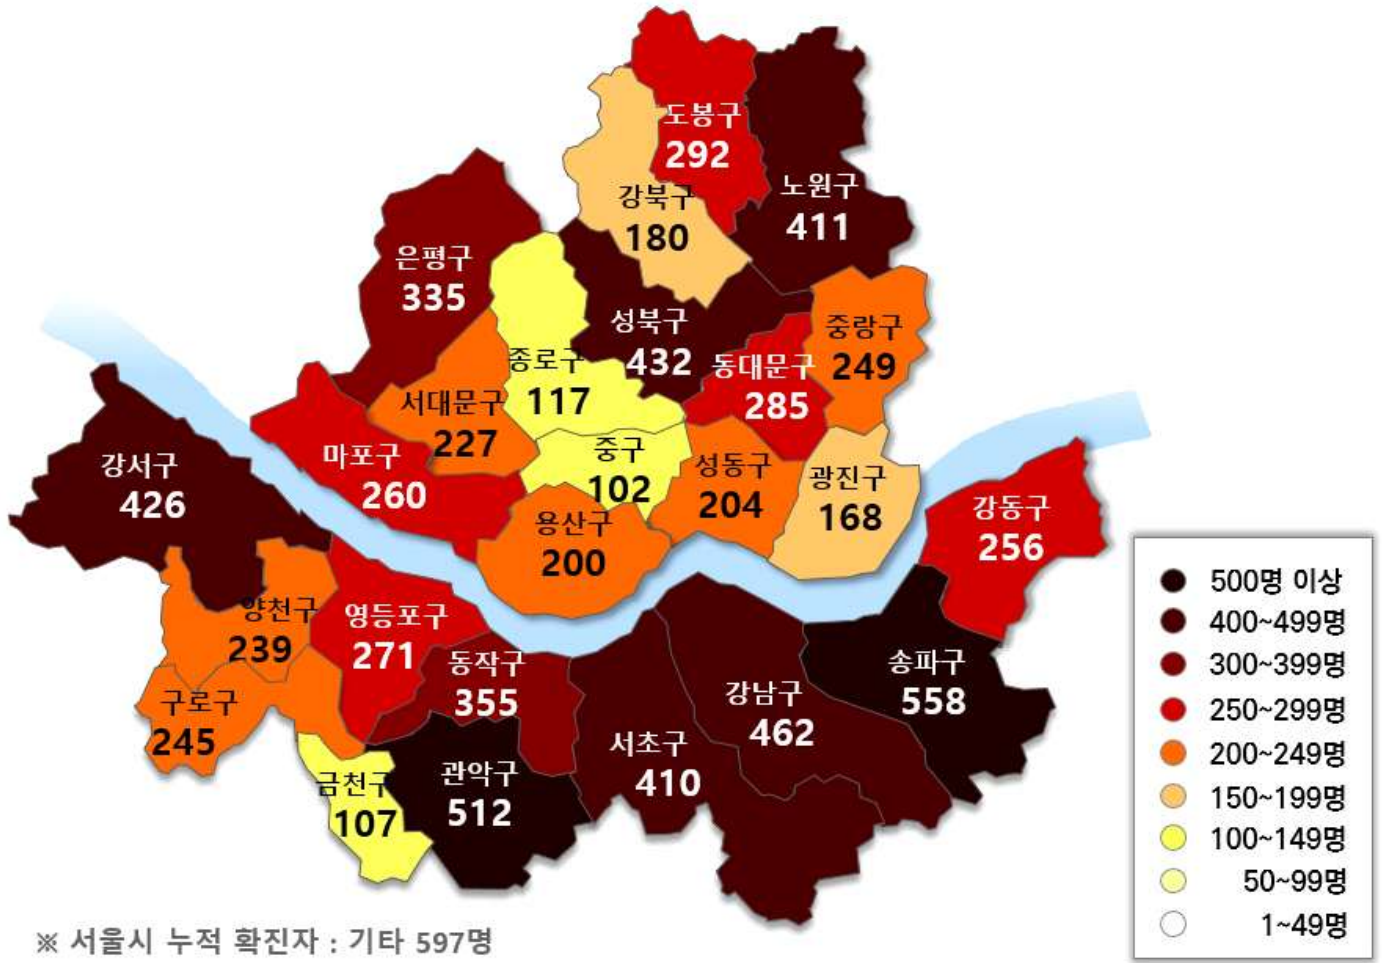 도봉구
292
노원구
411
강북구
180
은평구
335
성북구
432
중랑구
249
종로구
117
동대문구
285
서대문구
227
마포구
260
중구
102
성동구
204
광진구
168
강서구
426
용산구
200
강동구
256
양천구
239
영등포구
271
동작구
355
송파구
558
구로구
245
강남구
462
서초구
410
금천구
107
관악구
512
500명 이상
400~499명
300~399명
250~299명
200~249명
150~199명
100~149명
50~99명
1~49명
※ 서울시 누적 확진자 : 기타 597명